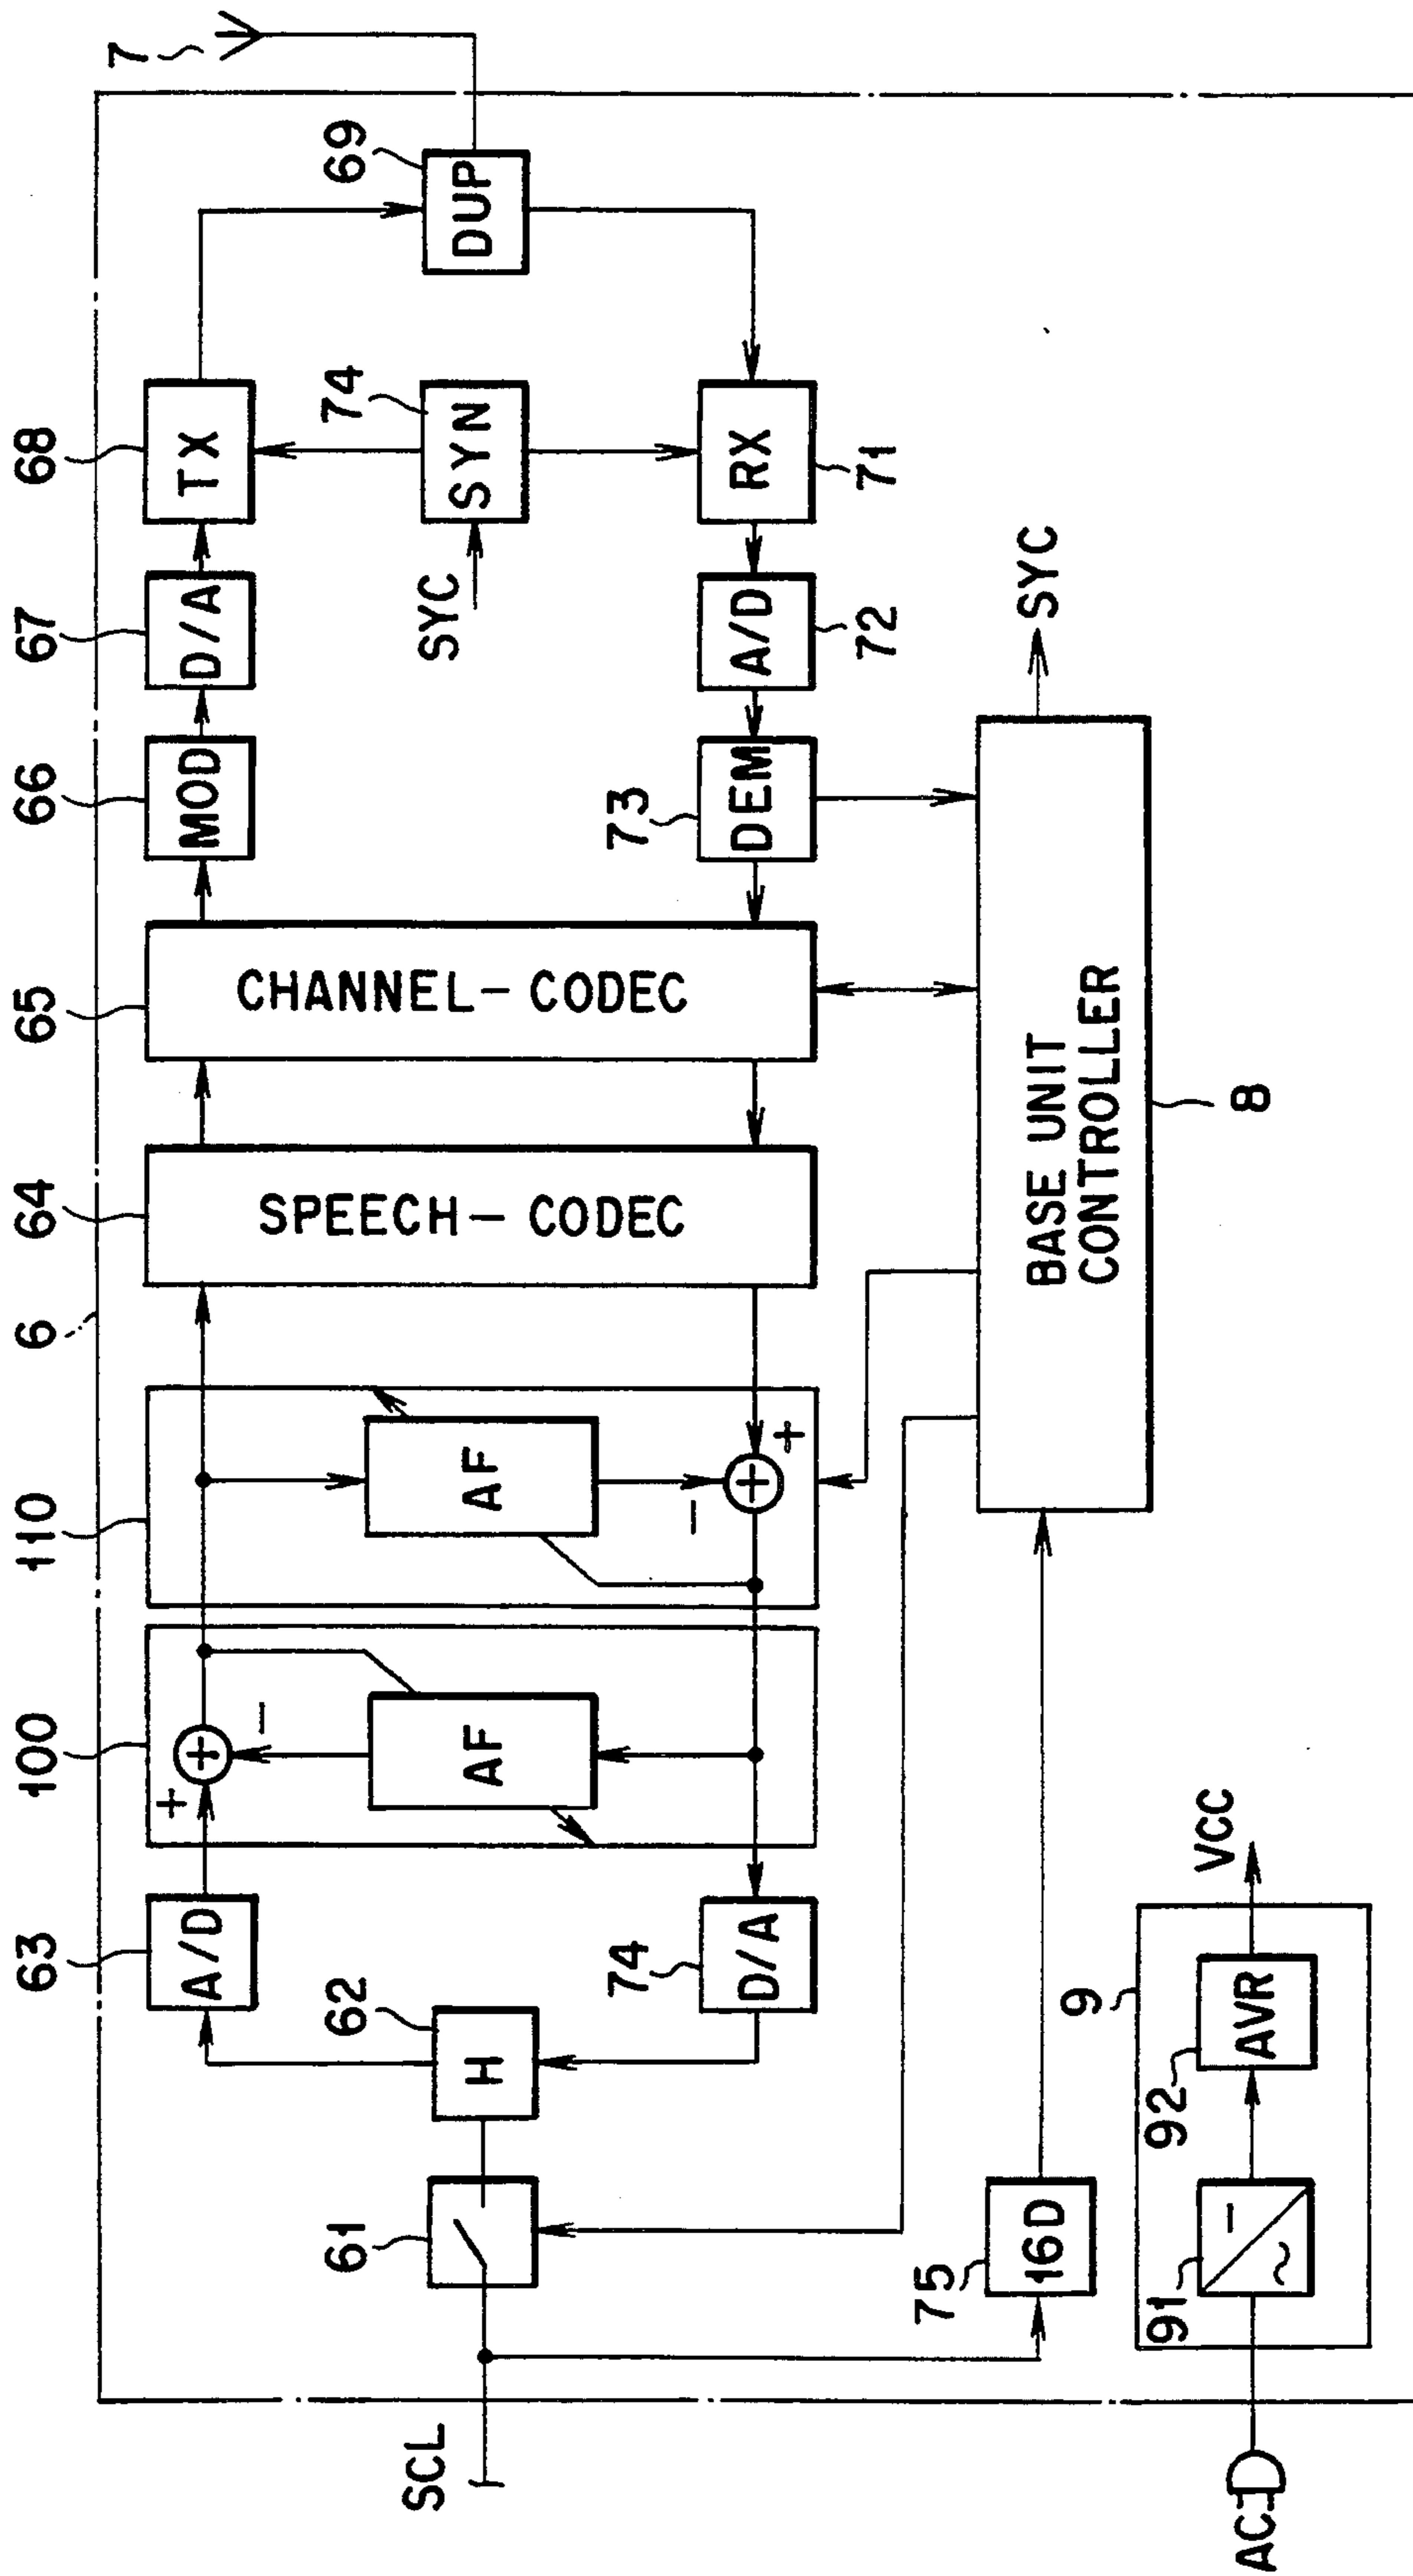 6
64
65
66
67
68
7
63
100
110
A/D
+
+
-
AF
AF
-
+
+
SPEECH - CODEC
CHANNEL - CODEC
MOD
D/A
TX
69
DUP
74
SYN
SYC
SCL
61
62
H
74
D/A
73
DEM
A/D
72
RX
71
75
16D
BASE UNIT
CONTROLLER
8
SYC
AC
9
91
~
-
92
AVR
VCC